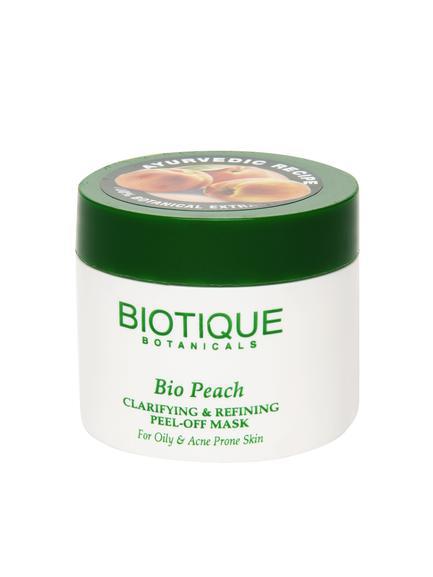 AYURVEDIC RECIPE
BOTANICAL EXTRA
BIOTIQUE
BOTANICALS
Bio Peach
CLARIFYING & REFINING
PEEL-OFF MASK
For Oily & Acne Prone Skin